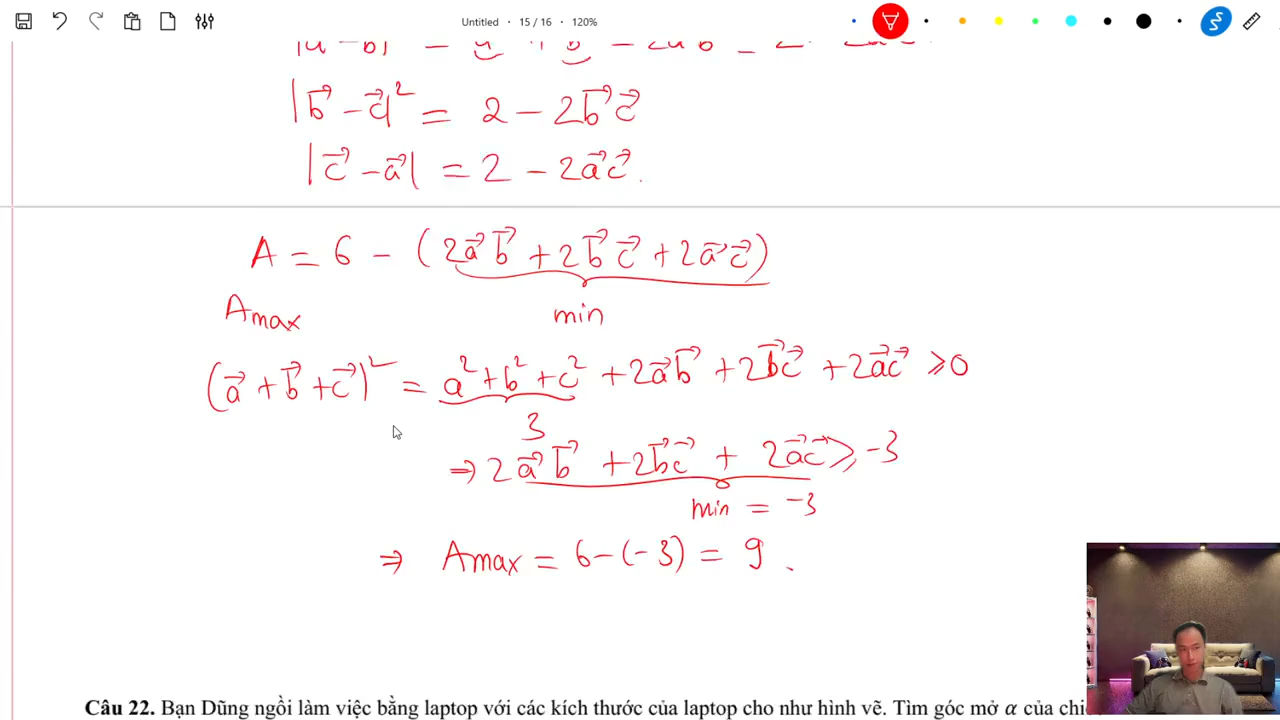 Untitled • 15 / 16 • 120%
|b⃗ − c⃗|² = 2 − 2b⃗c⃗
|c⃗ − a⃗| = 2 − 2a⃗c⃗.
A = 6 − (2a⃗b⃗ + 2b⃗c⃗ + 2a⃗c⃗)
Amax min
(a⃗ + b⃗ + c⃗)² = a² + b² + c² + 2a⃗b⃗ + 2b⃗c⃗ + 2a⃗c⃗ ⩾ 0
3
⇒ 2a⃗b⃗ + 2b⃗c⃗ + 2a⃗c⃗ ⩾ −3
min = −3
⇒ Amax = 6 − (−3) = 9.
Câu 22. Bạn Dũng ngồi làm việc bằng laptop với các kích thước của laptop cho như hình vẽ. Tìm góc mở α của